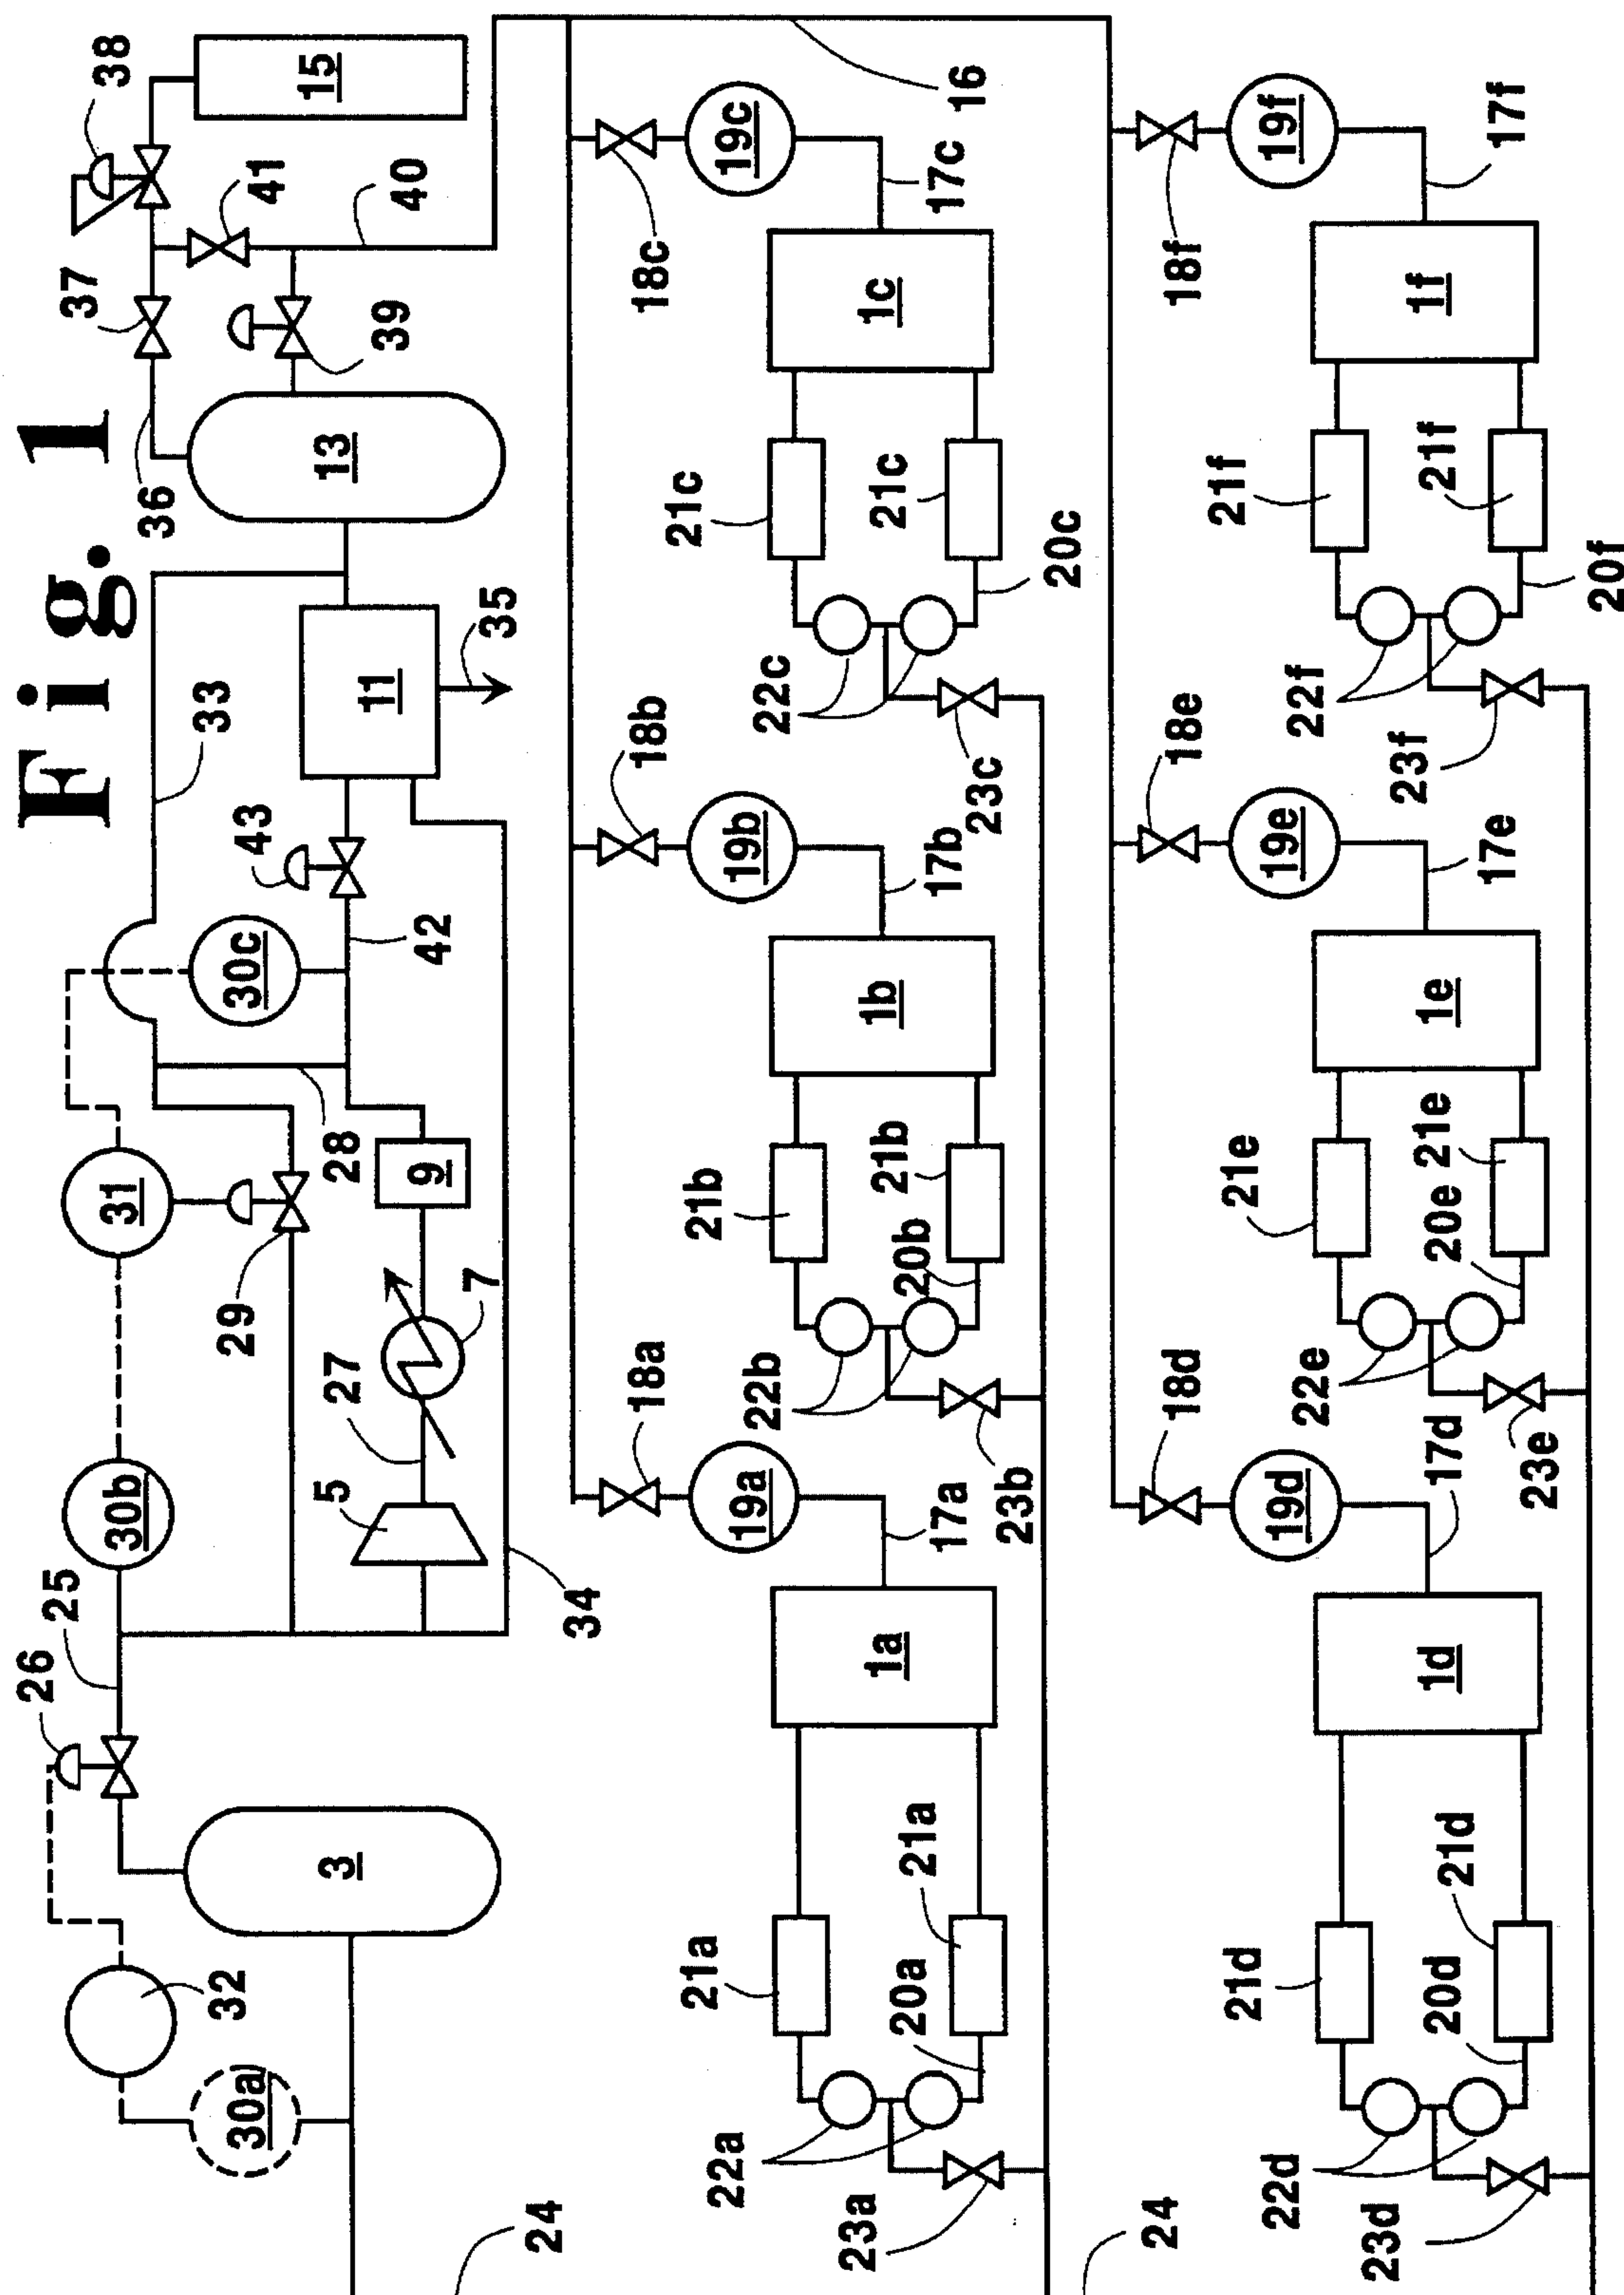 Fig. 1
26
25
30b
31
38
32
29
33
36
37
41
15
30a
3
27
28
30c
43
13
40
39
5
7
9
42
11
35
24
34
16
18a
18b
18c
19a
19b
19c
21a
22a
20a
21a
1a
17a
23a
21b
22b
20b
21b
1b
17b
23b
21c
22c
20c
21c
1c
17c
23c
24
18d
18e
18f
19d
19e
19f
21d
22d
20d
21d
1d
17d
23d
21e
22e
20e
21e
1e
17e
23e
21f
22f
20f
21f
1f
17f
23f